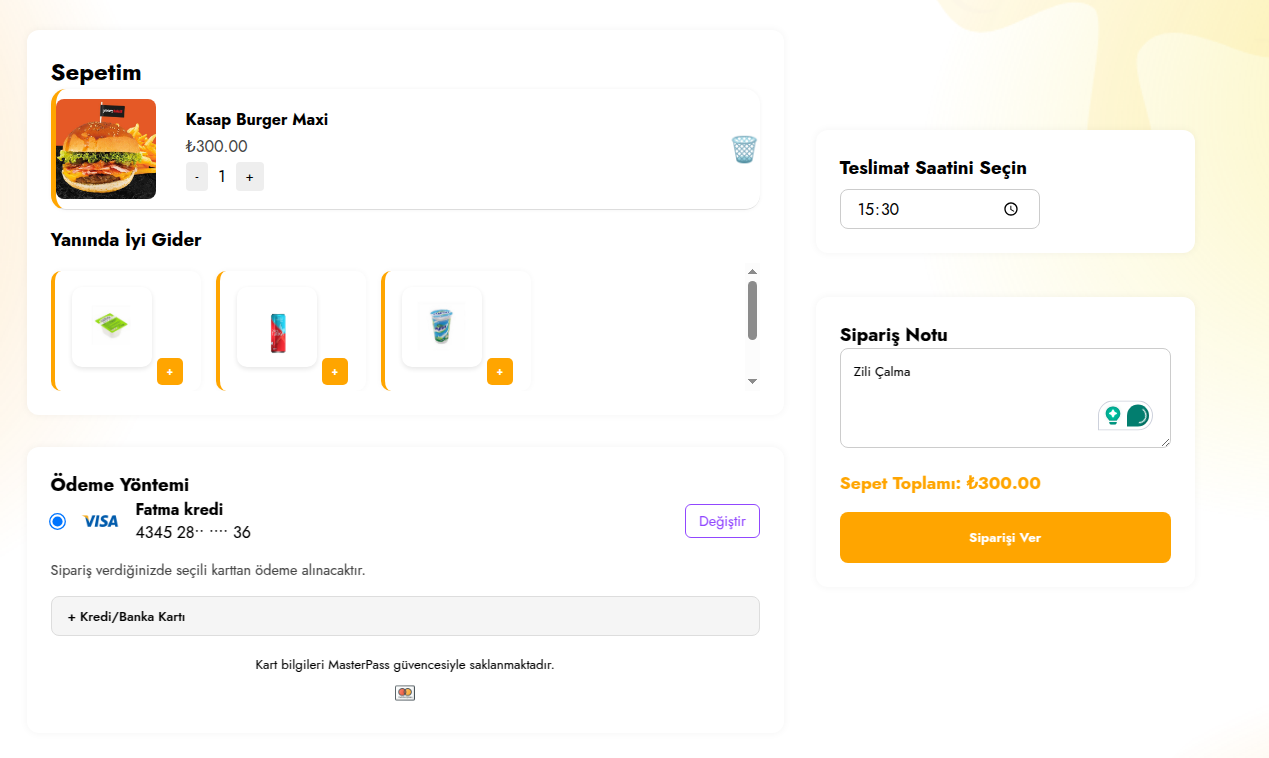 Sepetim
Kasap Burger Maxi
₺300.00
- 1 +
Yanında İyi Gider
+ + +
Ödeme Yöntemi
VISA
Fatma kredi
4345 28·· ···· 36
Değiştir
Sipariş verdiğinizde seçili karttan ödeme alınacaktır.
+ Kredi/Banka Kartı
Kart bilgileri MasterPass güvencesiyle saklanmaktadır.
Teslimat Saatini Seçin
15:30
Sipariş Notu
Zili Çalma
Sepet Toplamı: ₺300.00
Siparişi Ver